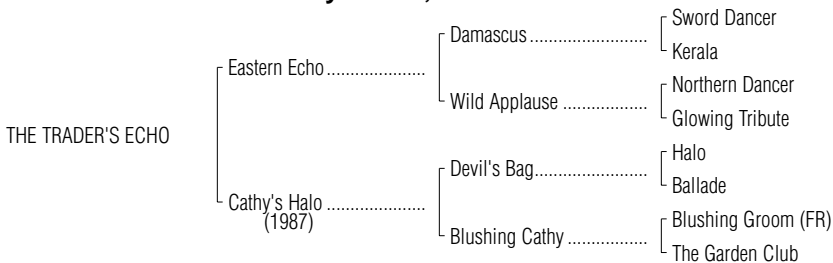 Sword Dancer
Damascus
Kerala
Eastern Echo
Northern Dancer
Wild Applause
Glowing Tribute
THE TRADER'S ECHO
Halo
Devil's Bag
Ballade
Cathy's Halo
(1987)
Blushing Groom (FR)
Blushing Cathy
The Garden Club